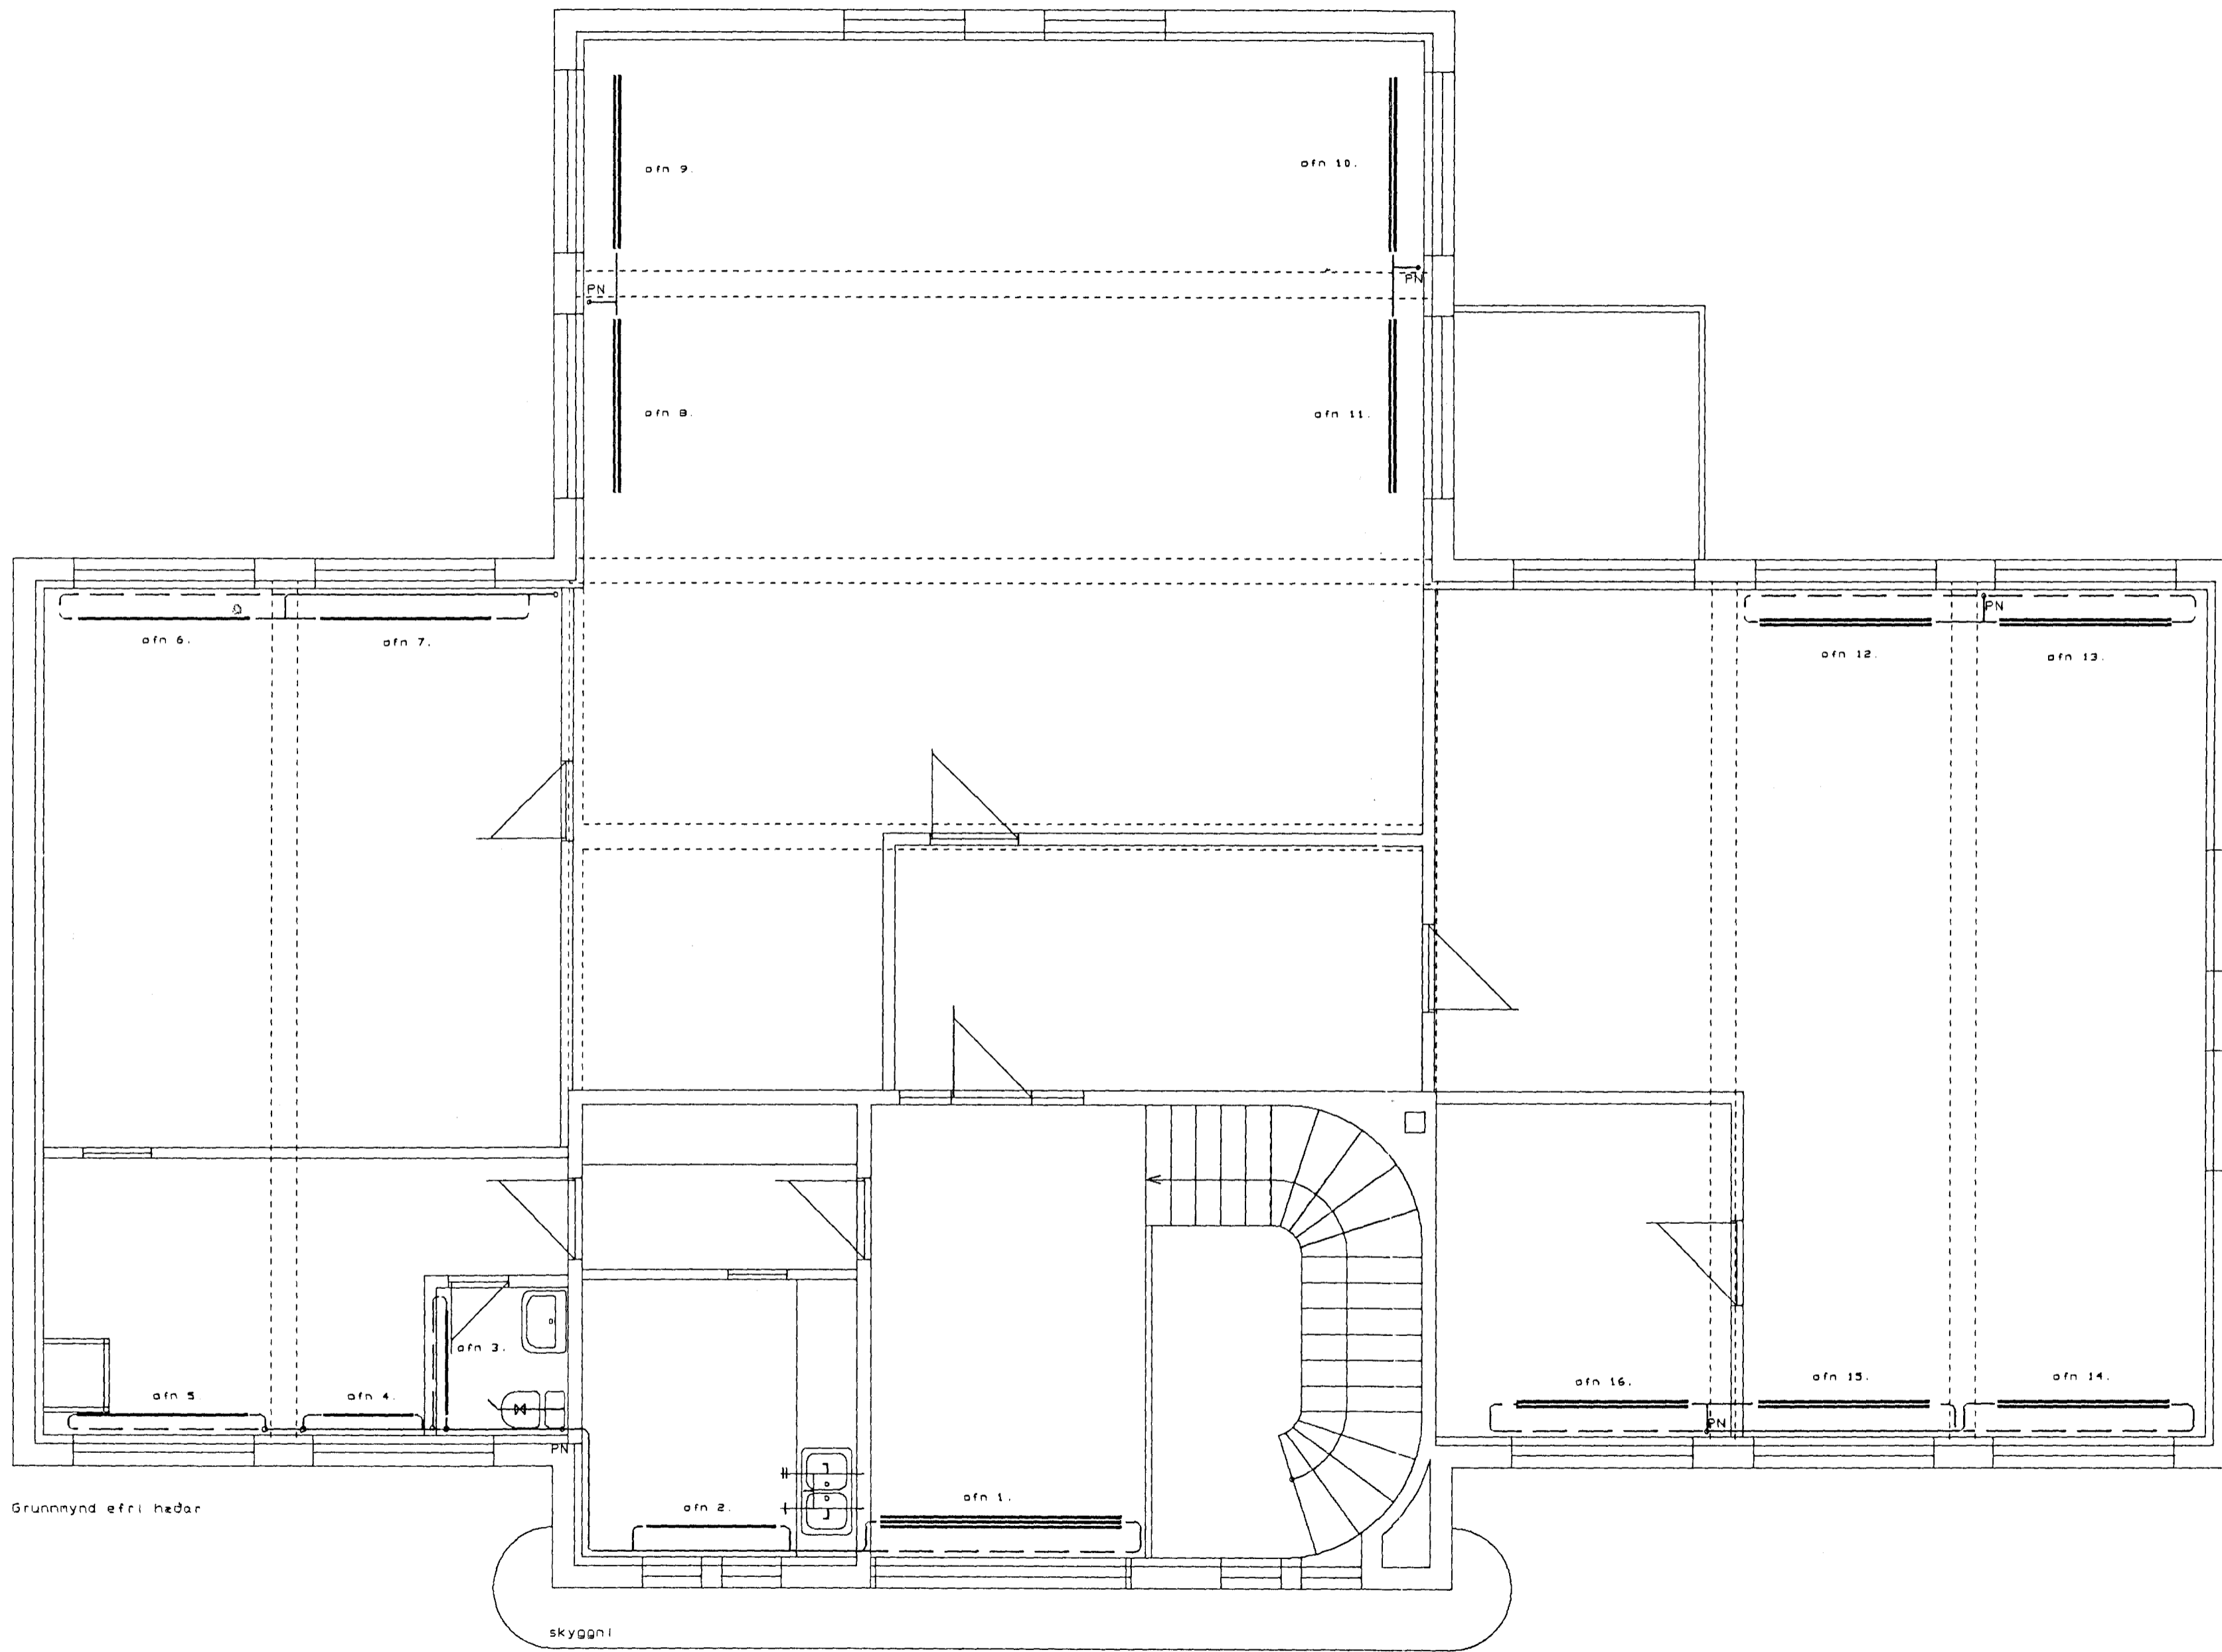 ofn 9.
ofn 10.
PN
PN
ofn 8.
ofn 11.
ofn 6.
ofn 7.
PN
ofn 12.
ofn 13.
ofn 3.
ofn 5.
ofn 4.
ofn 16.
ofn 15.
ofn 14.
PN
PN
ofn 2.
ofn 1.
Grunnmynd efri hæðar
skyggni